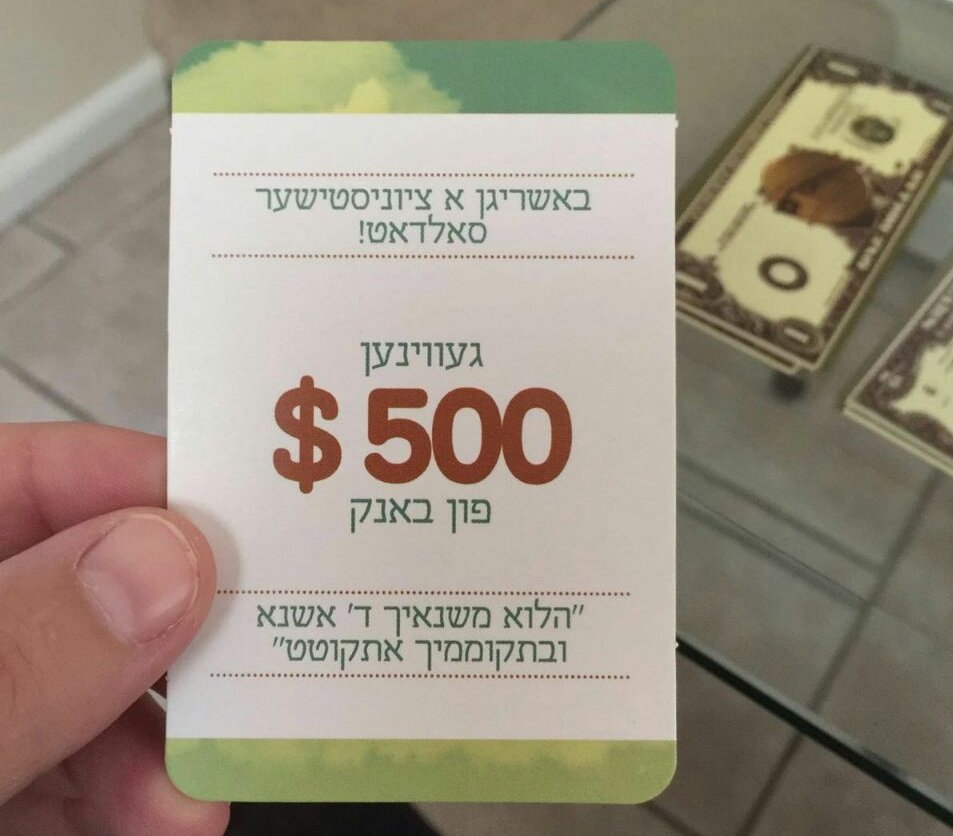 באשריגן א ציוניסטישער
סאלדאט!
געווינען
$ 500
פון באנק
"הלוא משנאיך ד' אשנא
ובתקוממיך אתקוטט"